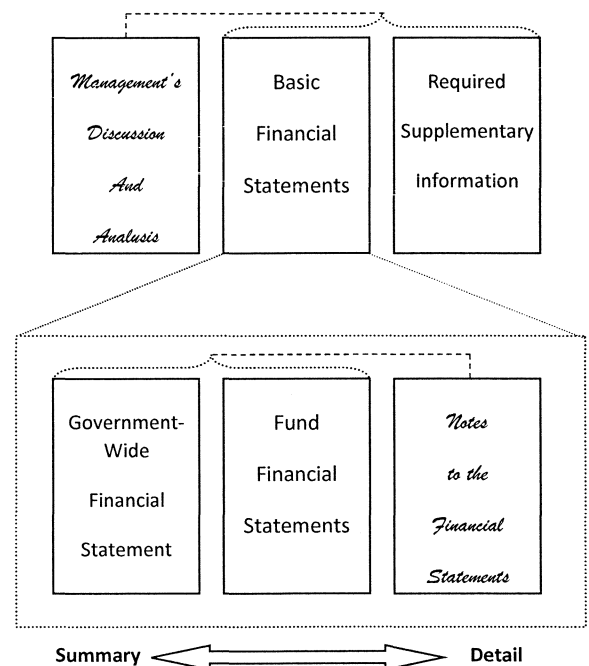 Management's
Discussion
And
Analusis
Basic
Financial
Statements
Required
Supplementary
Information
Government-
Wide
Financial
Statement
Fund
Financial
Statements
Notes
to the
Financial
Statements
Summary
Detail